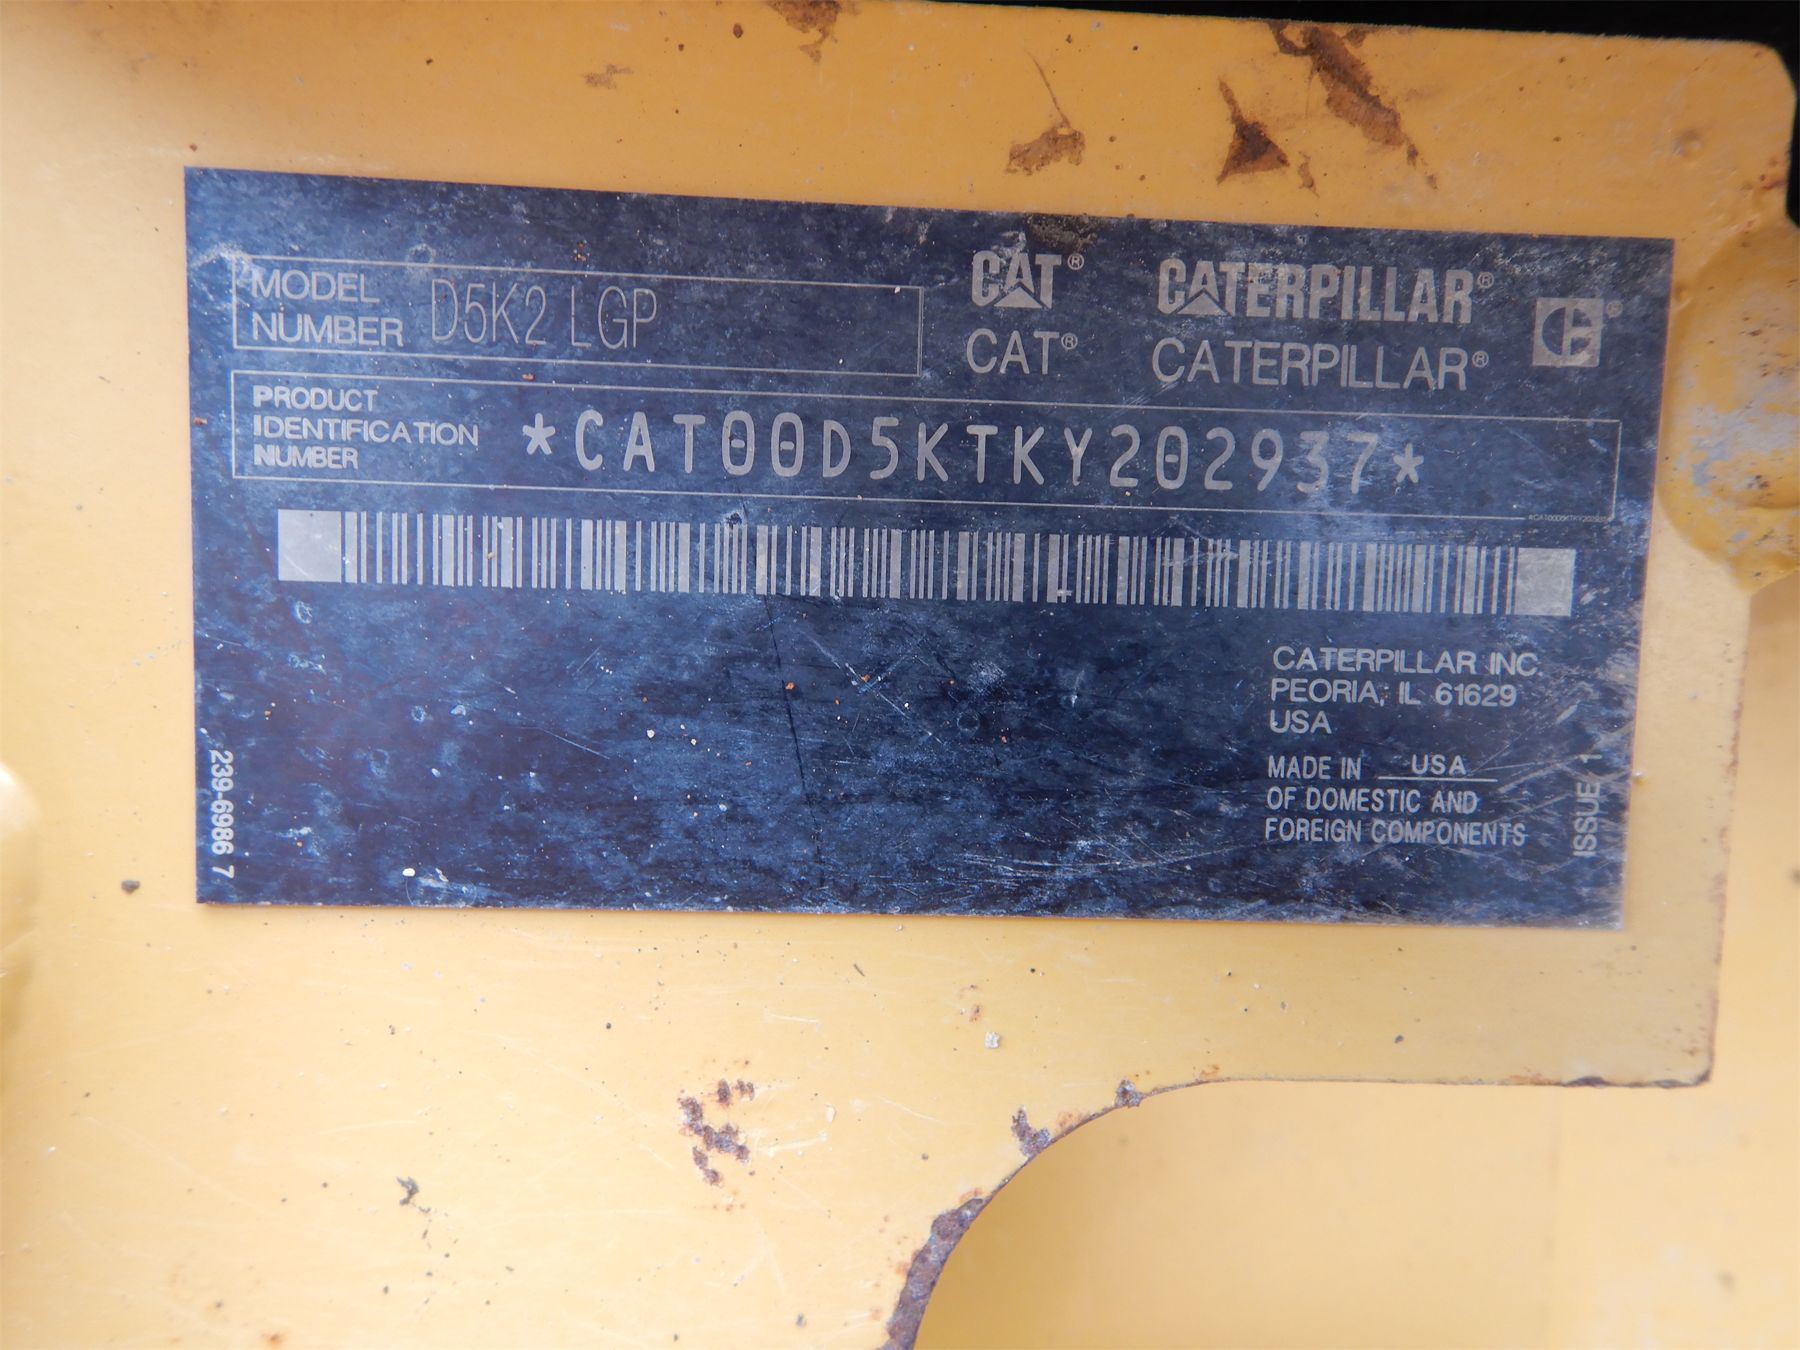 MODEL NUMBER D5K2 LGP
CAT® CATERPILLAR®
CAT® CATERPILLAR®
PRODUCT IDENTIFICATION NUMBER *CAT00D5KTKY202937*
CATERPILLAR INC.
PEORIA, IL 61629
USA
MADE IN USA
OF DOMESTIC AND
FOREIGN COMPONENTS
239-6986 7
ISSUE 1